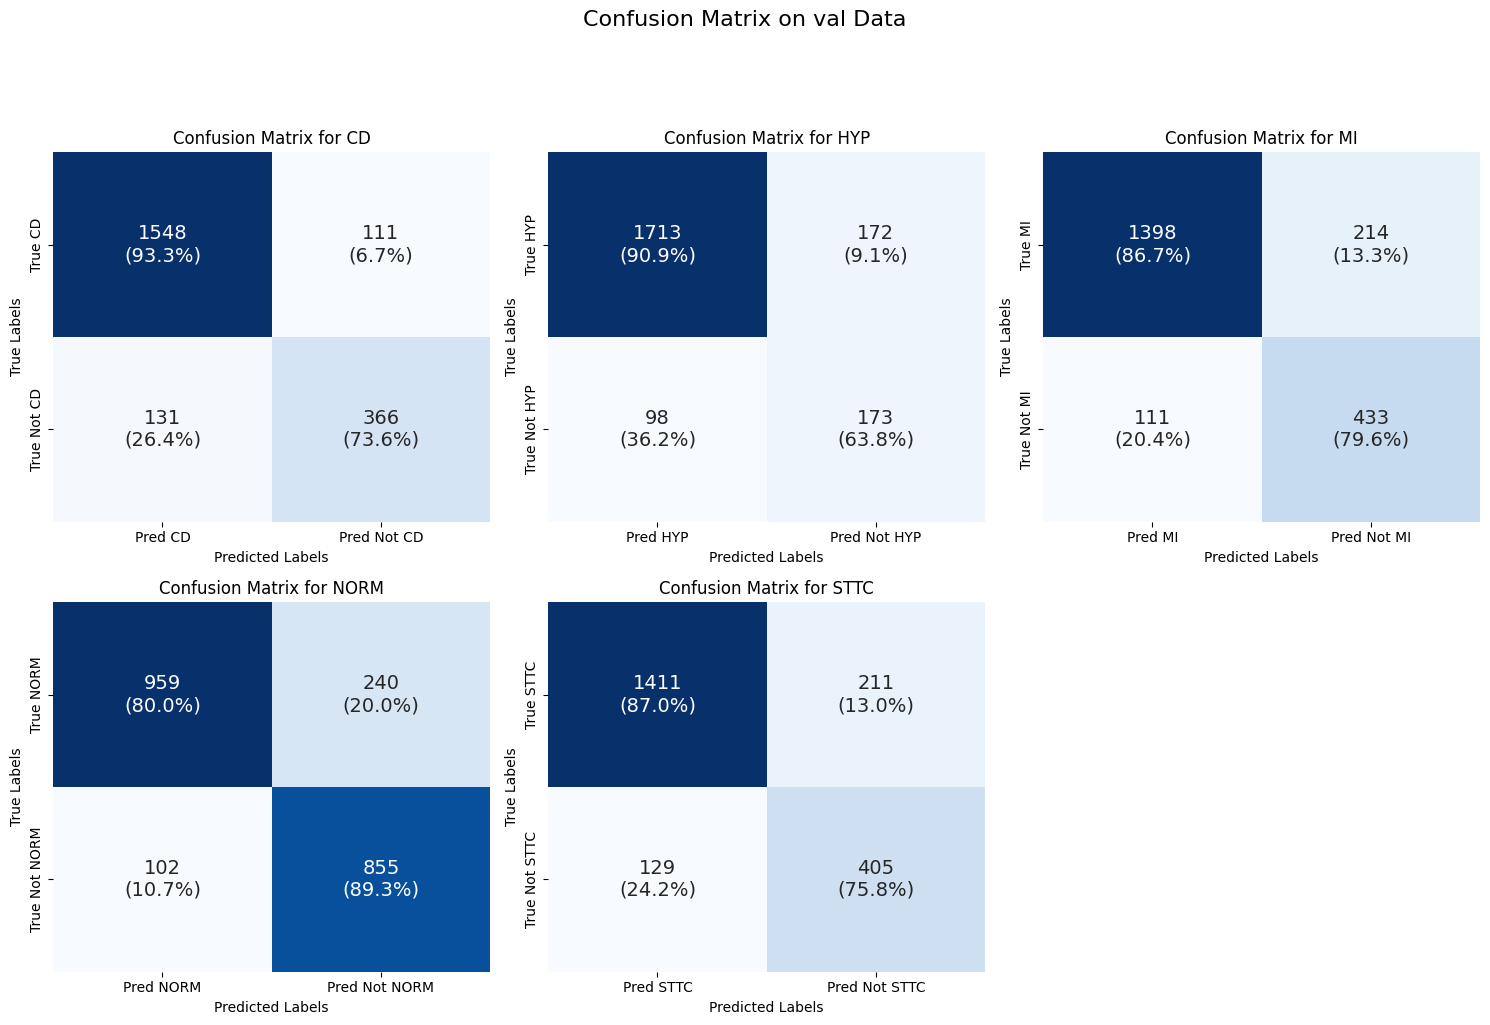 Confusion Matrix on val Data
Confusion Matrix for CD
True Labels
True CD
True Not CD
1548
(93.3%)
111
(6.7%)
131
(26.4%)
366
(73.6%)
Pred CD
Pred Not CD
Predicted Labels
Confusion Matrix for HYP
True Labels
True HYP
True Not HYP
1713
(90.9%)
172
(9.1%)
98
(36.2%)
173
(63.8%)
Pred HYP
Pred Not HYP
Predicted Labels
Confusion Matrix for MI
True Labels
True MI
True Not MI
1398
(86.7%)
214
(13.3%)
111
(20.4%)
433
(79.6%)
Pred MI
Pred Not MI
Predicted Labels
Confusion Matrix for NORM
True Labels
True NORM
True Not NORM
959
(80.0%)
240
(20.0%)
102
(10.7%)
855
(89.3%)
Pred NORM
Pred Not NORM
Predicted Labels
Confusion Matrix for STTC
True Labels
True STTC
True Not STTC
1411
(87.0%)
211
(13.0%)
129
(24.2%)
405
(75.8%)
Pred STTC
Pred Not STTC
Predicted Labels